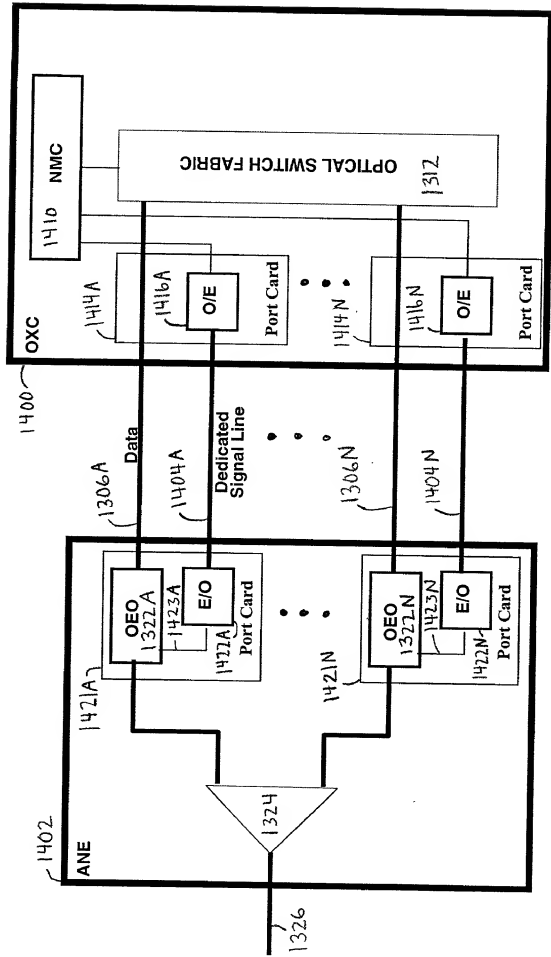 1400
OXC
1410
NMC
OPTICAL SWITCH FABRIC
1312
1414A
1416A
O/E
Port Card
1414N
1416N
O/E
Port Card
1306A
Data
1404A
Dedicated
Signal Line
1306N
1404N
1402
ANE
1421A
OEO
1322A
1423A
E/O
1422A
Port Card
1421N
OEO
1322N
1423N
E/O
1422N
Port Card
1324
1326